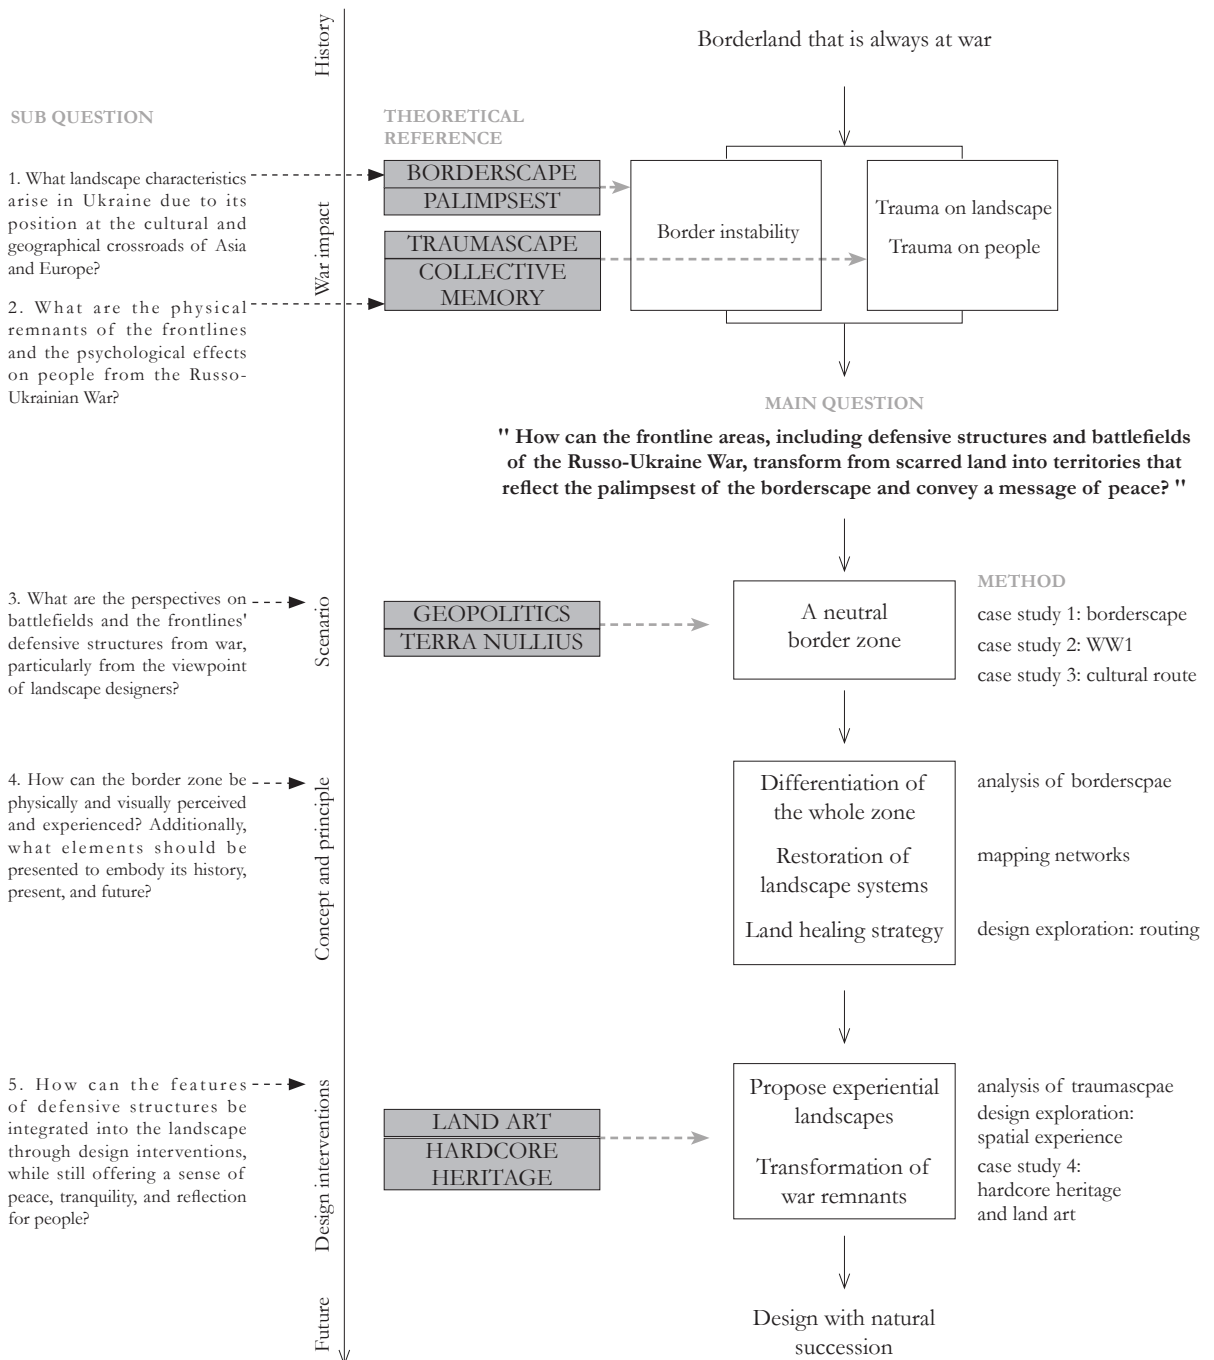 History
Borderland that is always at war
SUB QUESTION
THEORETICAL
REFERENCE
1. What landscape characteristics
arise in Ukraine due to its
position at the cultural and
geographical crossroads of Asia
and Europe?
2. What are the physical
remnants of the frontlines
and the psychological effects
on people from the Russo-
Ukrainian War?
War impact
BORDERSCAPE
PALIMPSEST
TRAUMASCAPE
COLLECTIVE
MEMORY
Border instability
Trauma on landscape
Trauma on people
MAIN QUESTION
" How can the frontline areas, including defensive structures and battlefields
of the Russo-Ukraine War, transform from scarred land into territories that
reflect the palimpsest of the borderscape and convey a message of peace? "
3. What are the perspectives on
battlefields and the frontlines'
defensive structures from war,
particularly from the viewpoint
of landscape designers?
Scenario
GEOPOLITICS
TERRA NULLIUS
A neutral
border zone
METHOD
case study 1: borderscape
case study 2: WW1
case study 3: cultural route
4. How can the border zone be
physically and visually perceived
and experienced? Additionally,
what elements should be
presented to embody its history,
present, and future?
Concept and principle
Differentiation of
the whole zone
Restoration of
landscape systems
Land healing strategy
analysis of borderscpae
mapping networks
design exploration: routing
5. How can the features
of defensive structures be
integrated into the landscape
through design interventions,
while still offering a sense of
peace, tranquility, and reflection
for people?
Design interventions
LAND ART
HARDCORE
HERITAGE
Propose experiential
landscapes
Transformation of
war remnants
analysis of traumascpae
design exploration:
spatial experience
case study 4:
hardcore heritage
and land art
Future
Design with natural
succession